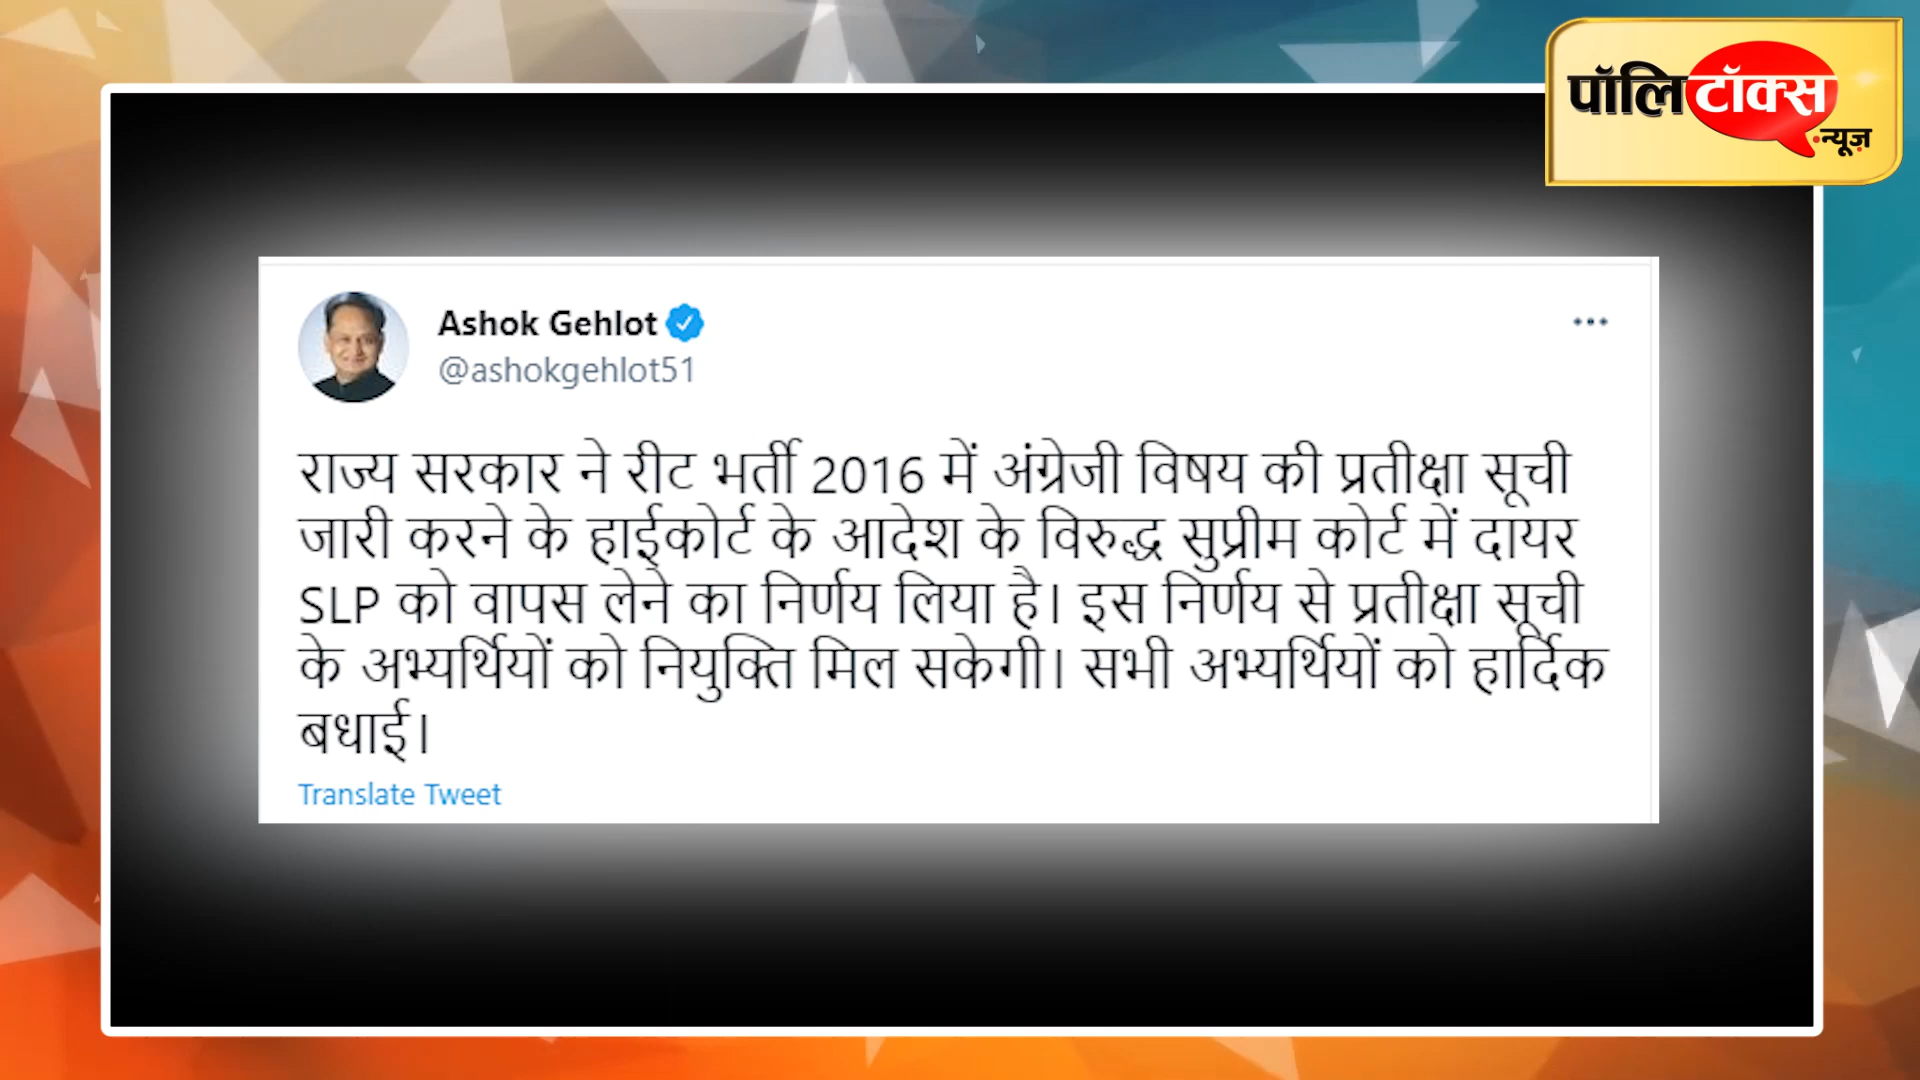 पॉलिटॉक्स
न्यूज़
Ashok Gehlot
@ashokgehlot51
राज्य सरकार ने रीट भर्ती 2016 में अंग्रेजी विषय की प्रतीक्षा सूची
जारी करने के हाईकोर्ट के आदेश के विरुद्ध सुप्रीम कोर्ट में दायर
SLP को वापस लेने का निर्णय लिया है। इस निर्णय से प्रतीक्षा सूची
के अभ्यर्थियों को नियुक्ति मिल सकेगी। सभी अभ्यर्थियों को हार्दिक
बधाई।
Translate Tweet